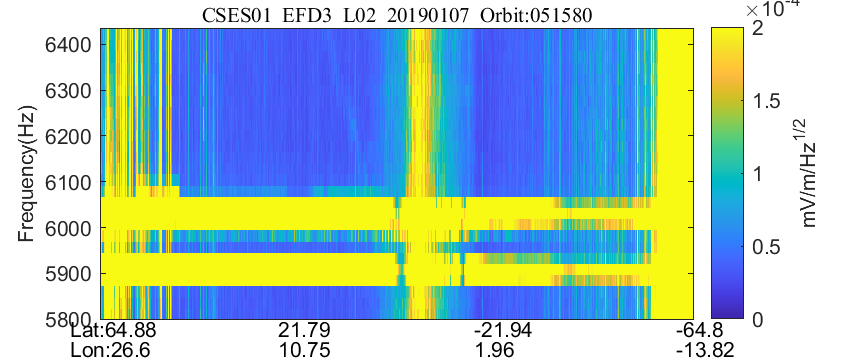 CSES01 EFD3 L02 20190107 Orbit:051580
×10⁻⁴
6400
6300
6200
6100
6000
5900
5800
Frequency(Hz)
2
1.5
1
0.5
0
mV/m/Hz^1/2
Lat:64.88 21.79 -21.94 -64.8
Lon:26.6 10.75 1.96 -13.82